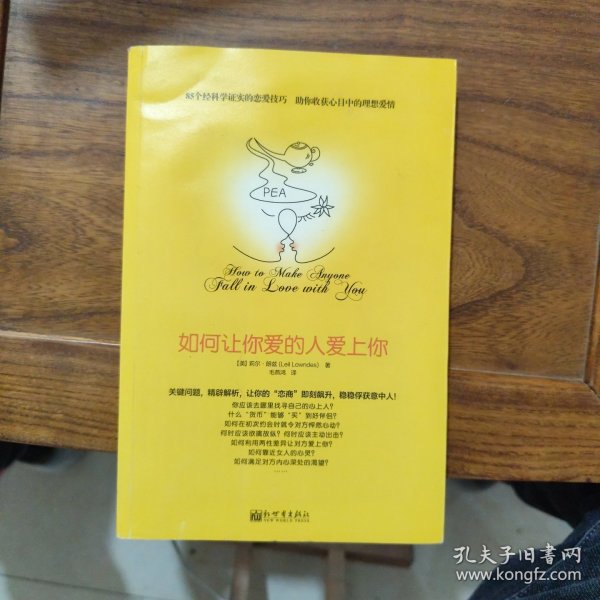 85个经科学证实的恋爱技巧 助你收获心目中的理想爱情
PEA
How to Make Anyone
Fall in Love with You
如何让你爱的人爱上你
[美] 莉尔·朗兹 (Leil Lowndes) 著
毛燕鸿 译
关键问题，精辟解析，让你的“恋商”即刻飙升，稳稳俘获意中人!
你应该去哪里找寻自己的心上人?
什么“货币”能够“买”到好伴侣?
如何在初次约会时就令对方怦然心动?
何时应该欲擒故纵? 何时应该主动出击?
如何利用两性差异让对方爱上你?
如何靠近女人的心灵?
如何满足对方内心深处的渴望?
……
新世界出版社
NEW WORLD PRESS
孔夫子旧书网
www.kongfz.com